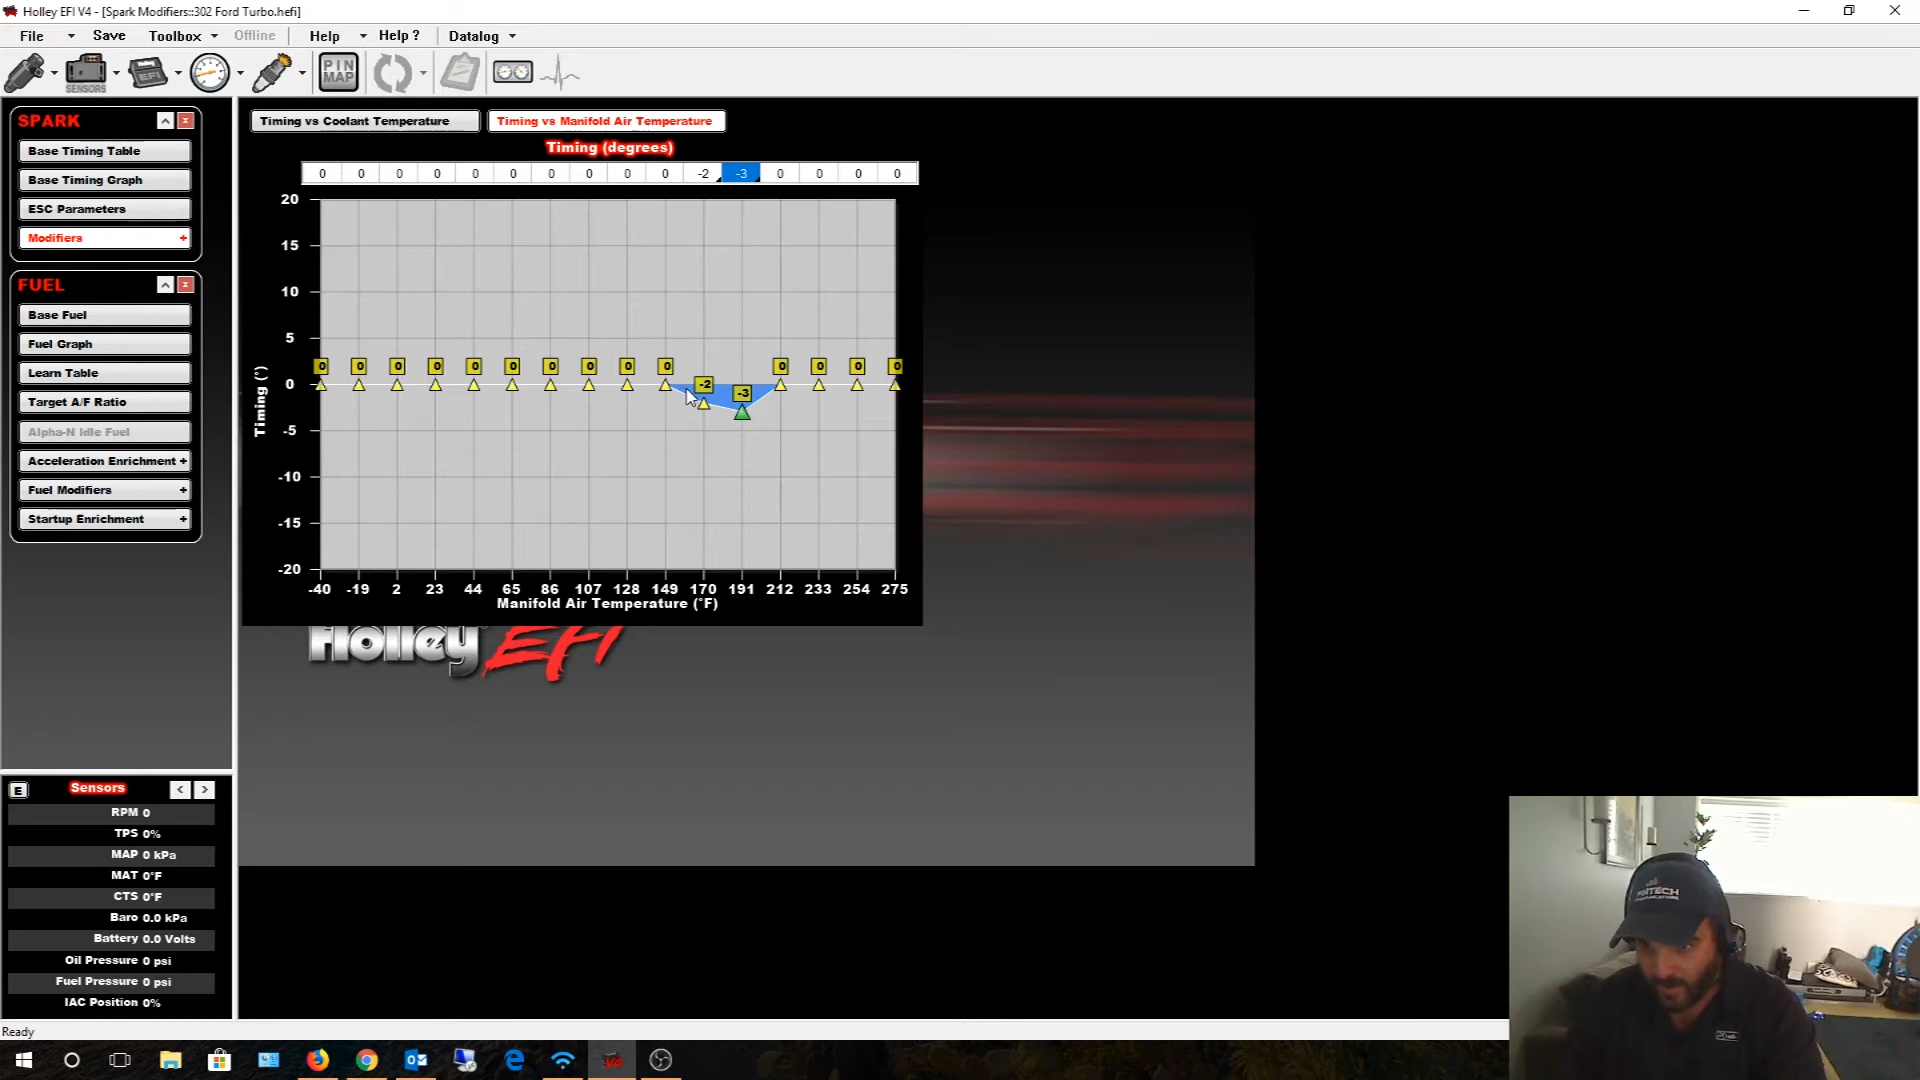 Holley EFI V4 - [Spark Modifiers::302 Ford Turbo.hefi]
File Save Toolbox Offline Help Help ? Datalog
SENSORS
Holley
EFI
PIN
MAP
SPARK
Base Timing Table
Base Timing Graph
ESC Parameters
Modifiers +
FUEL
Base Fuel
Fuel Graph
Learn Table
Target A/F Ratio
Alpha-N Idle Fuel
Acceleration Enrichment +
Fuel Modifiers +
Startup Enrichment +
Timing vs Coolant Temperature
Timing vs Manifold Air Temperature
Timing (degrees)
0 0 0 0 0 0 0 0 0 0 -2 -3 0 0 0 0
20
15
10
5
0
-5
-10
-15
-20
Timing (°)
0 0 0 0 0 0 0 0 0 0 -2 -3 0 0 0 0
-40 -19 2 23 44 65 86 107 128 149 170 191 212 233 254 275
Manifold Air Temperature (°F)
Holley EFI
E Sensors < >
RPM 0
TPS 0%
MAP 0 kPa
MAT 0°F
CTS 0°F
Baro 0.0 kPa
Battery 0.0 Volts
Oil Pressure 0 psi
Fuel Pressure 0 psi
IAC Position 0%
Ready
V4